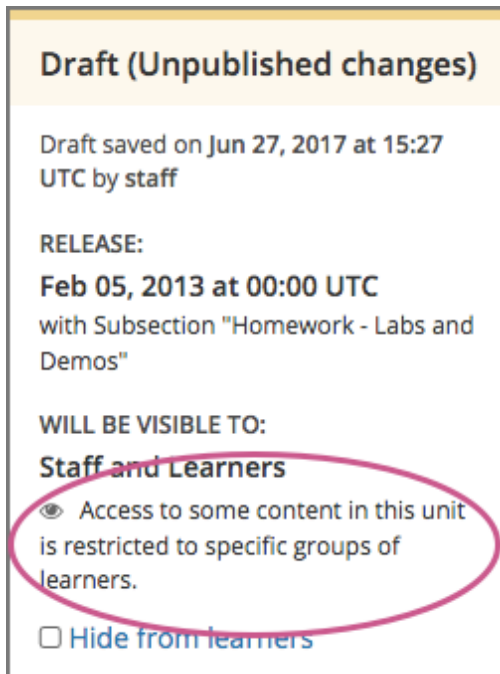 Draft (Unpublished changes)
Draft saved on Jun 27, 2017 at 15:27
UTC by staff
RELEASE:
Feb 05, 2013 at 00:00 UTC
with Subsection "Homework - Labs and
Demos"
WILL BE VISIBLE TO:
Staff and Learners
Access to some content in this unit
is restricted to specific groups of
learners.
Hide from learners